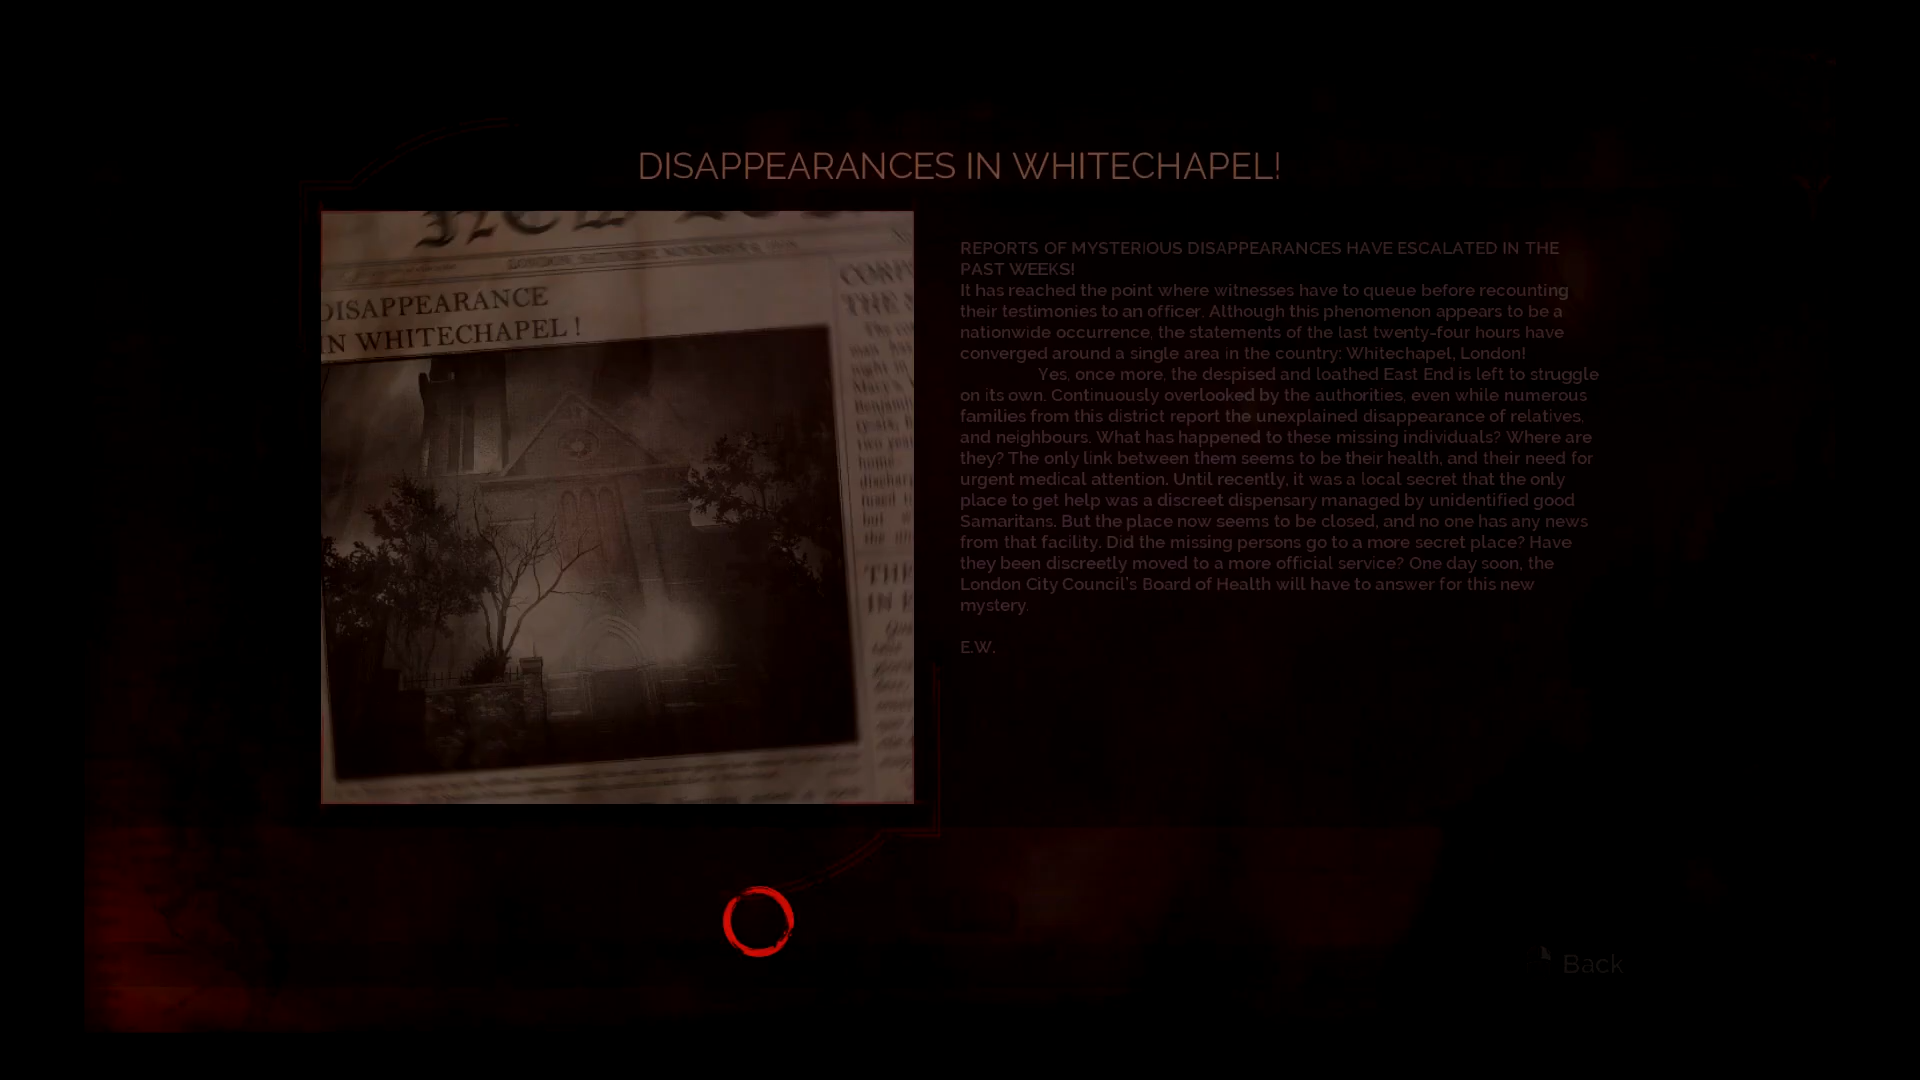 DISAPPEARANCES IN WHITECHAPEL!
DISAPPEARANCE
IN WHITECHAPEL!
REPORTS OF MYSTERIOUS DISAPPEARANCES HAVE ESCALATED IN THE
PAST WEEKS!
It has reached the point where witnesses have to queue before recounting
their testimonies to an officer. Although this phenomenon appears to be a
nationwide occurrence, the statements of the last twenty-four hours have
converged around a single area in the country: Whitechapel, London!
Yes, once more, the despised and loathed East End is left to struggle
on its own. Continuously overlooked by the authorities, even while numerous
families from this district report the unexplained disappearance of relatives,
and neighbours. What has happened to these missing individuals? Where are
they? The only link between them seems to be their health, and their need for
urgent medical attention. Until recently, it was a local secret that the only
place to get help was a discreet dispensary managed by unidentified good
Samaritans. But the place now seems to be closed, and no one has any news
from that facility. Did the missing persons go to a more secret place? Have
they been discreetly moved to a more official service? One day soon, the
London City Council's Board of Health will have to answer for this new
mystery.
E.W.
Back